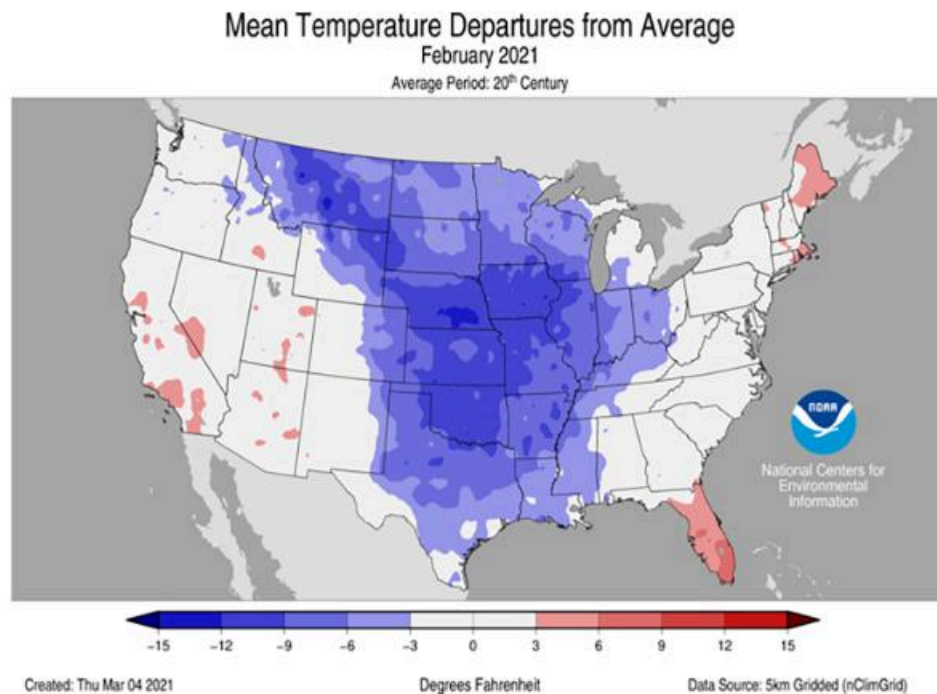 Mean Temperature Departures from Average
February 2021
Average Period: 20th Century
NOAA
National Centers for
Environmental
Information
-15 -12 -9 -6 -3 0 3 6 9 12 15
Created: Thu Mar 04 2021 Degrees Fahrenheit Data Source: 5km Gridded (nClimGrid)